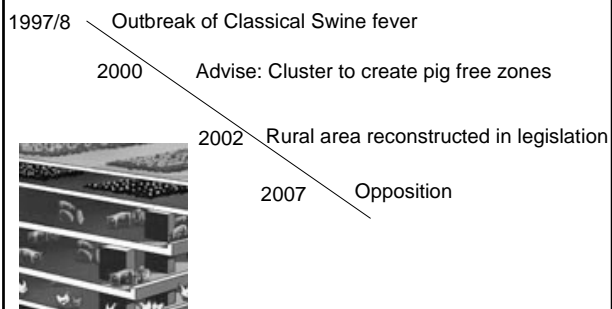 1997/8 Outbreak of Classical Swine fever
2000 Advise: Cluster to create pig free zones
2002 Rural area reconstructed in legislation
2007 Opposition